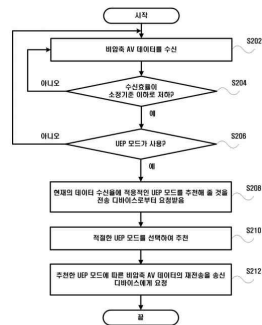 시작
비압축 AV 데이터를 수신
S202
수신효율이
소정기준 이하로 저하?
S204
아니오
예
UEP 모드가 사용?
S206
아니오
예
현재의 데이터 수신율에 적응적인 UEP 모드를 추천해 줄 것을
전송 디바이스로부터 요청받음
S208
적절한 UEP 모드를 선택하여 추천
S210
추천한 UEP 모드에 따른 비압축 AV 데이터의 재전송을 송신
디바이스에게 요청
S212
끝